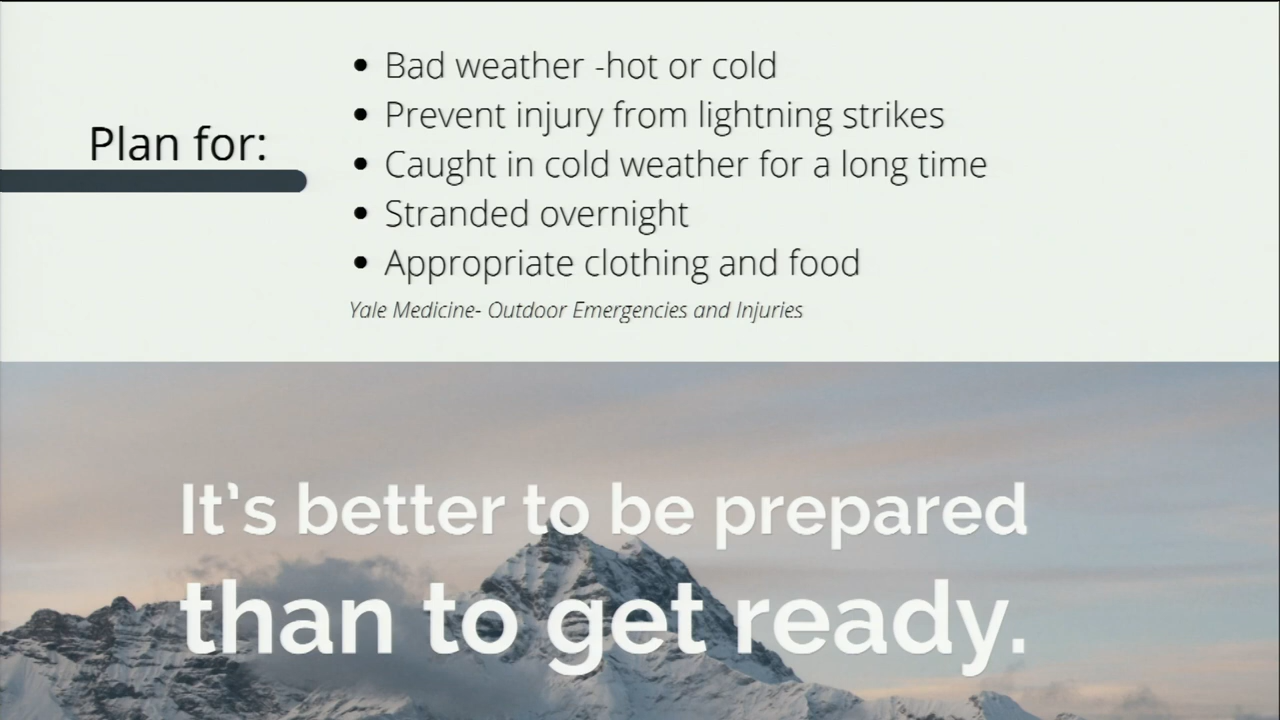 Plan for:
• Bad weather -hot or cold
• Prevent injury from lightning strikes
• Caught in cold weather for a long time
• Stranded overnight
• Appropriate clothing and food
Yale Medicine- Outdoor Emergencies and Injuries
It's better to be prepared
than to get ready.